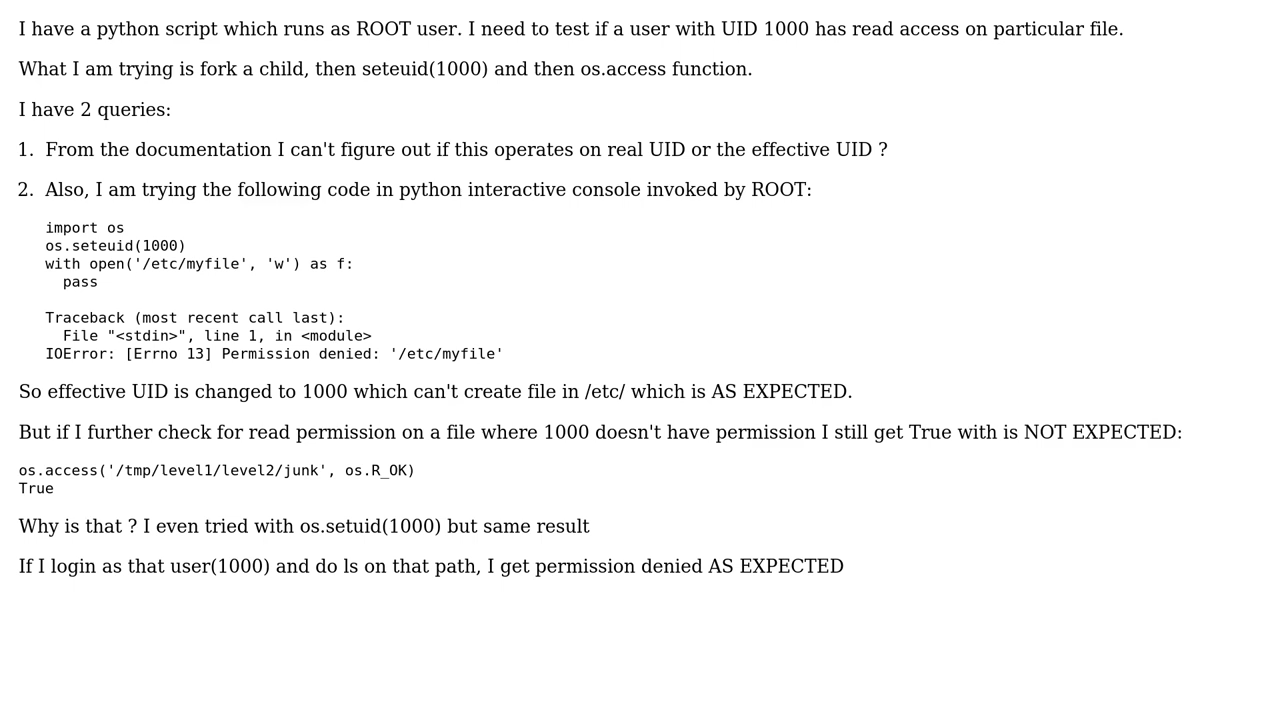 I have a python script which runs as ROOT user. I need to test if a user with UID 1000 has read access on particular file.
What I am trying is fork a child, then seteuid(1000) and then os.access function.
I have 2 queries:
1. From the documentation I can't figure out if this operates on real UID or the effective UID ?
2. Also, I am trying the following code in python interactive console invoked by ROOT:
import os
os.seteuid(1000)
with open('/etc/myfile', 'w') as f:
  pass
Traceback (most recent call last):
  File "<stdin>", line 1, in <module>
IOError: [Errno 13] Permission denied: '/etc/myfile'
So effective UID is changed to 1000 which can't create file in /etc/ which is AS EXPECTED.
But if I further check for read permission on a file where 1000 doesn't have permission I still get True with is NOT EXPECTED:
os.access('/tmp/level1/level2/junk', os.R_OK)
True
Why is that ? I even tried with os.setuid(1000) but same result
If I login as that user(1000) and do ls on that path, I get permission denied AS EXPECTED